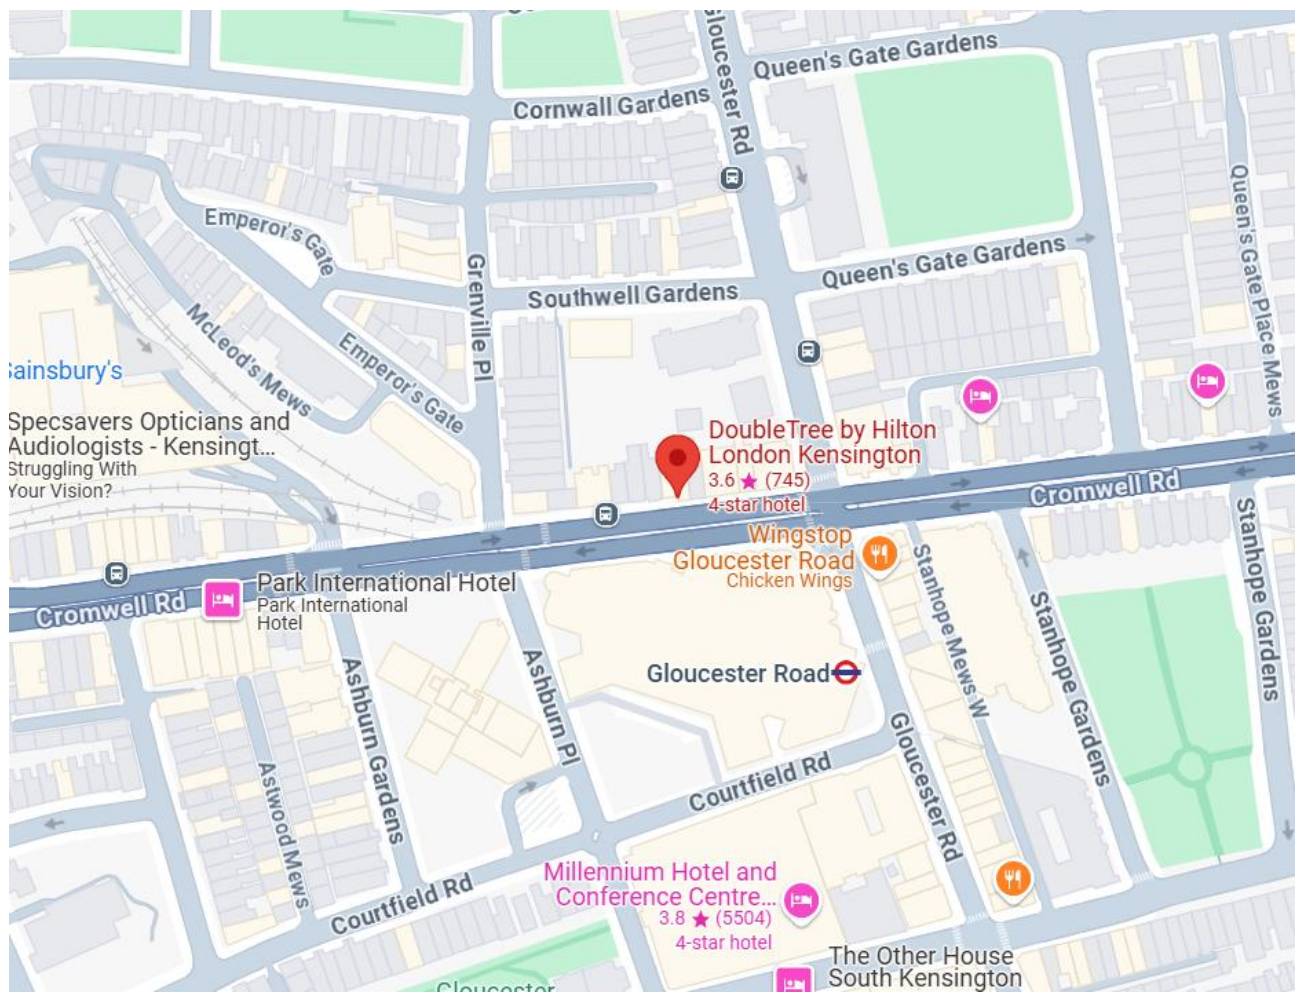 Gloucester Rd
Queen's Gate Gardens
Cornwall Gardens
Queen's Gate Place Mews
Emperor's Gate
Queen's Gate Gardens
Grenville Pl
Southwell Gardens
McLeod's Mews
Emperor's Gate
Sainsbury's
Specsavers Opticians and
Audiologists - Kensingt...
Struggling With
Your Vision?
DoubleTree by Hilton
London Kensington
3.6 ★ (745)
4-star hotel
Cromwell Rd
Wingstop
Gloucester Road
Chicken Wings
Stanhope Gardens
Park International Hotel
Park International
Hotel
Cromwell Rd
Stanhope Mews W
Stanhope Gardens
Gloucester Road
Ashburn Gardens
Ashburn Pl
Gloucester Rd
Courtfield Rd
Astwood Mews
Courtfield Rd
Millennium Hotel and
Conference Centre...
3.8 ★ (5504)
4-star hotel
The Other House
South Kensington
Gloucester